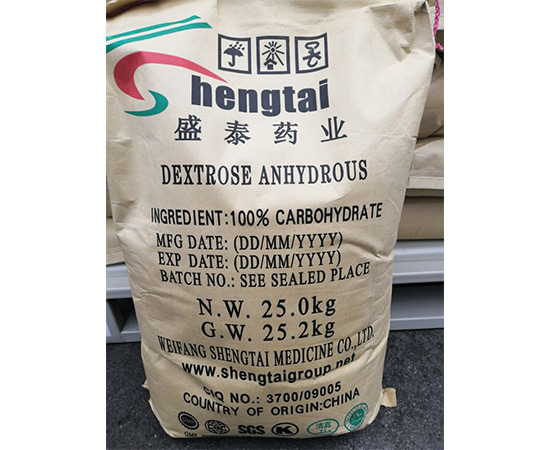 Shengtai
盛泰药业
DEXTROSE ANHYDROUS
INGREDIENT:100% CARBOHYDRATE
MFG DATE: (DD/MM/YYYY)
EXP DATE: (DD/MM/YYYY)
BATCH NO.: SEE SEALED PLACE
N.W. 25.0kg
G.W. 25.2kg
WEIFANG SHENGTAI MEDICINE CO.,LTD.
www.shengtaigroup.net
CIQ NO.: 3700/09005
COUNTRY OF ORIGIN:CHINA
SGS K